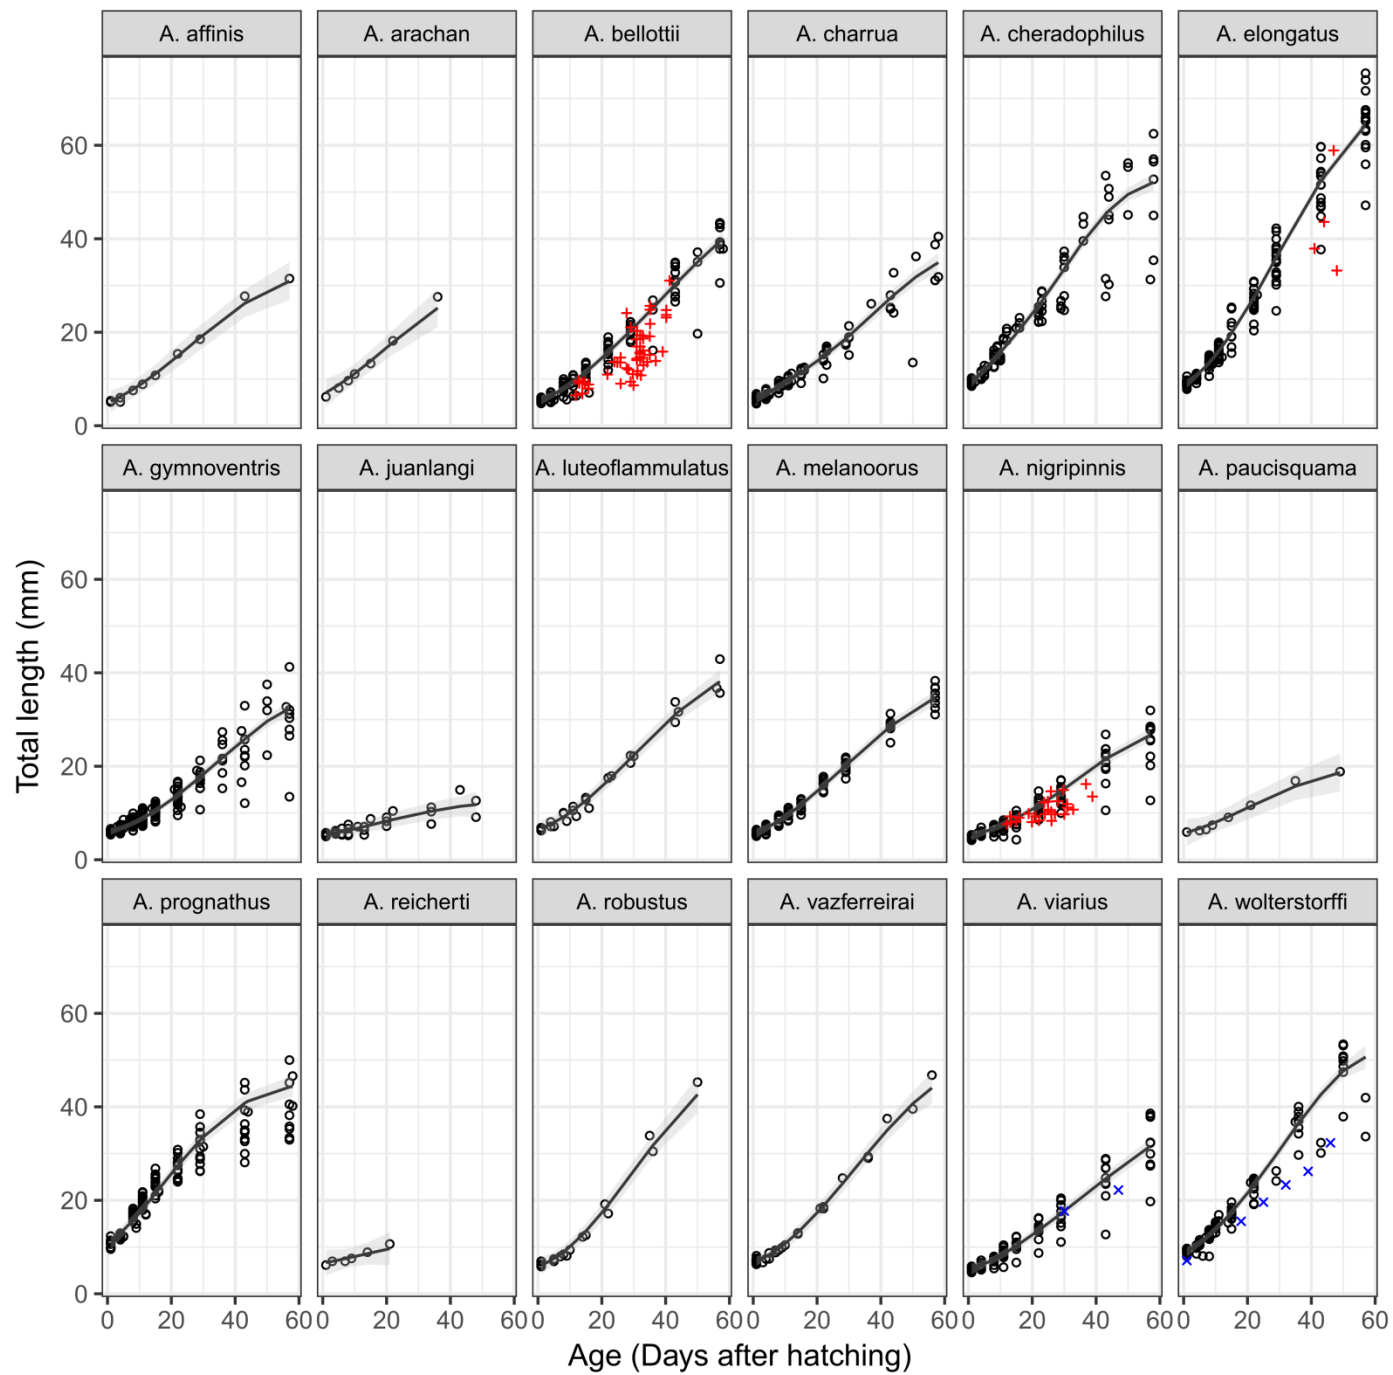 A. affinis
A. arachan
A. bellottii
A. charrua
A. cheradophilus
A. elongatus
60
40
20
0
A. gymnoventris
A. juanlangi
A. luteoflammulatus
A. melanoorus
A. nigripinnis
A. paucisquama
60
40
20
0
Total length (mm)
A. prognathus
A. reicherti
A. robustus
A. vazferreirai
A. viarius
A. wolterstorffi
60
40
20
0
0 20 40 60 0 20 40 60 0 20 40 60 0 20 40 60 0 20 40 60 0 20 40 60
Age (Days after hatching)